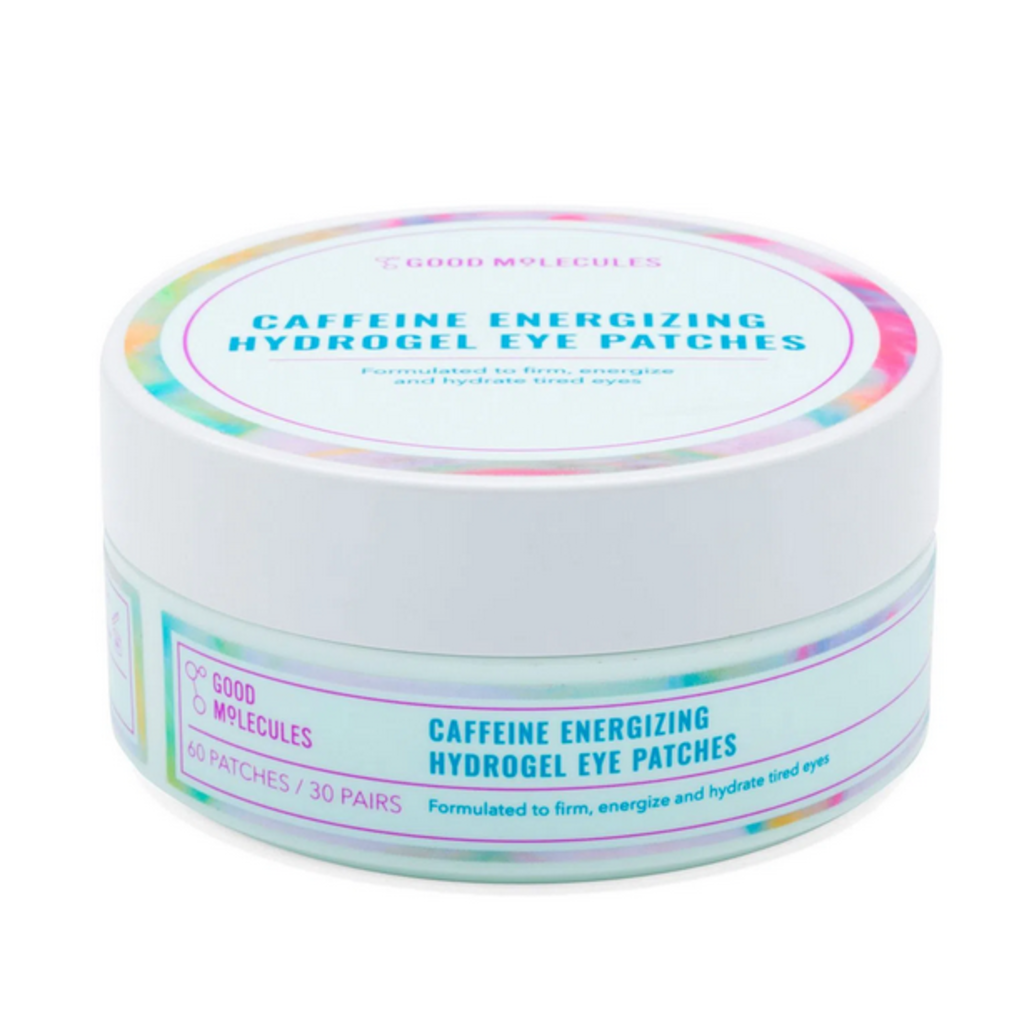 GOOD MOLECULES
CAFFEINE ENERGIZING
HYDROGEL EYE PATCHES
Formulated to firm, energize
and hydrate tired eyes
GOOD
MOLECULES
60 PATCHES / 30 PAIRS
CAFFEINE ENERGIZING
HYDROGEL EYE PATCHES
Formulated to firm, energize and hydrate tired eyes